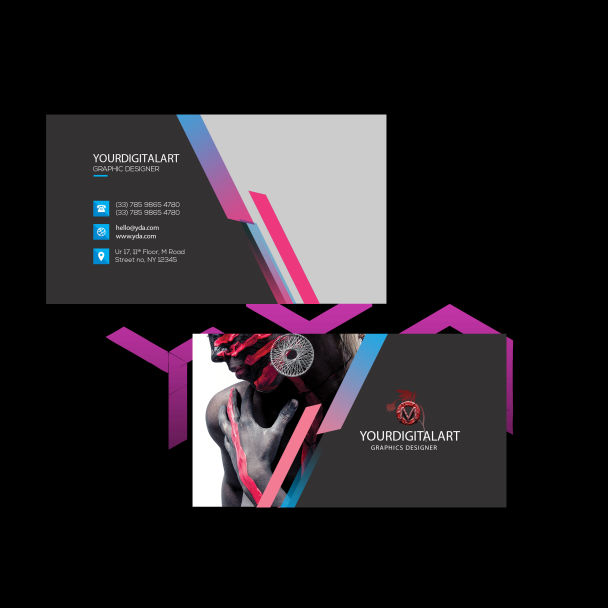 YOURDIGITALART
GRAPHIC DESIGNER
(33) 785 9865 4780
(33) 785 9865 4780
hello@yda.com
www.yda.com
Ur 17, 11th Floor, M Road
Street no, NY 12345
YOURDIGITALART
GRAPHICS DESIGNER